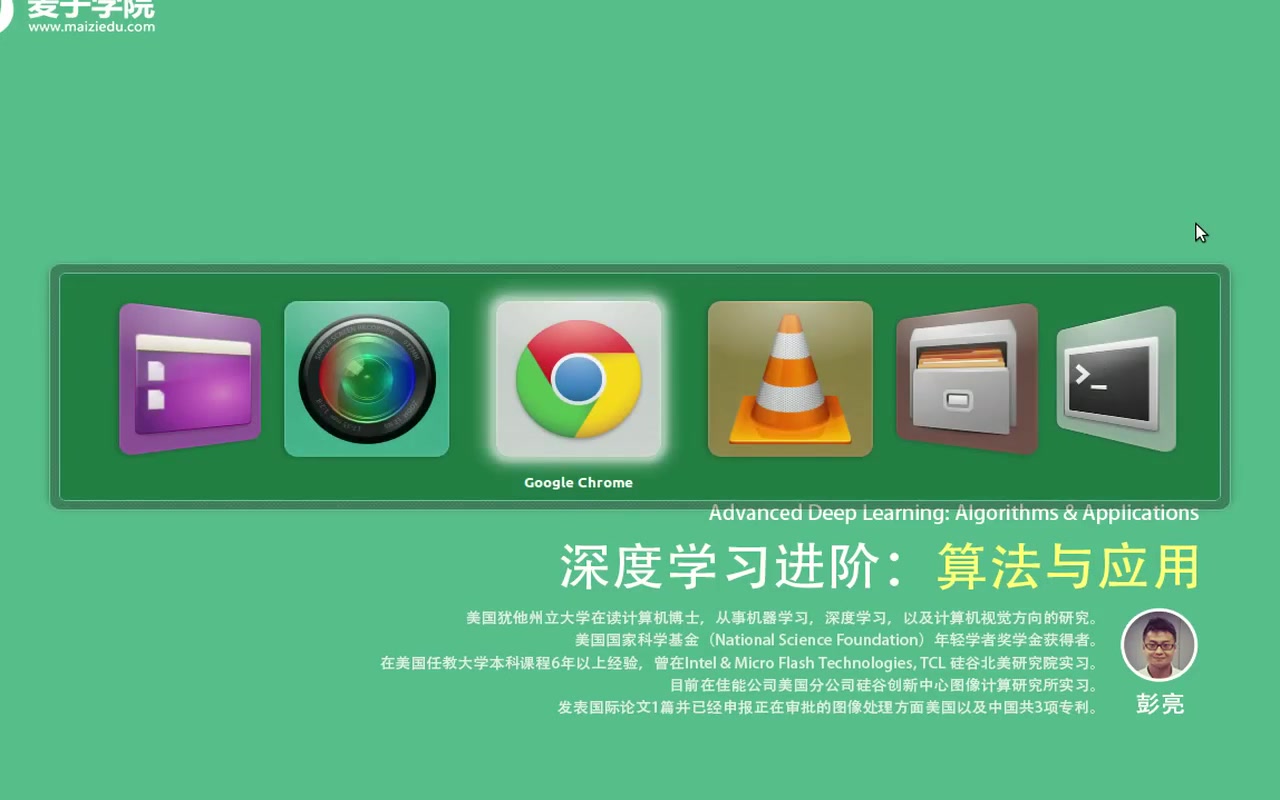 麦子学院
www.maiziedu.com
Google Chrome
Advanced Deep Learning: Algorithms & Applications
深度学习进阶：算法与应用
美国犹他州立大学在读计算机博士，从事机器学习，深度学习，以及计算机视觉方向的研究。
美国国家科学基金（National Science Foundation）年轻学者奖学金获得者。
在美国任教大学本科课程6年以上经验，曾在Intel & Micro Flash Technologies, TCL 硅谷北美研究院实习。
目前在佳能公司美国分公司硅谷创新中心图像计算研究所实习。
发表国际论文1篇并已经申报正在审批的图像处理方面美国以及中国共3项专利。
彭亮